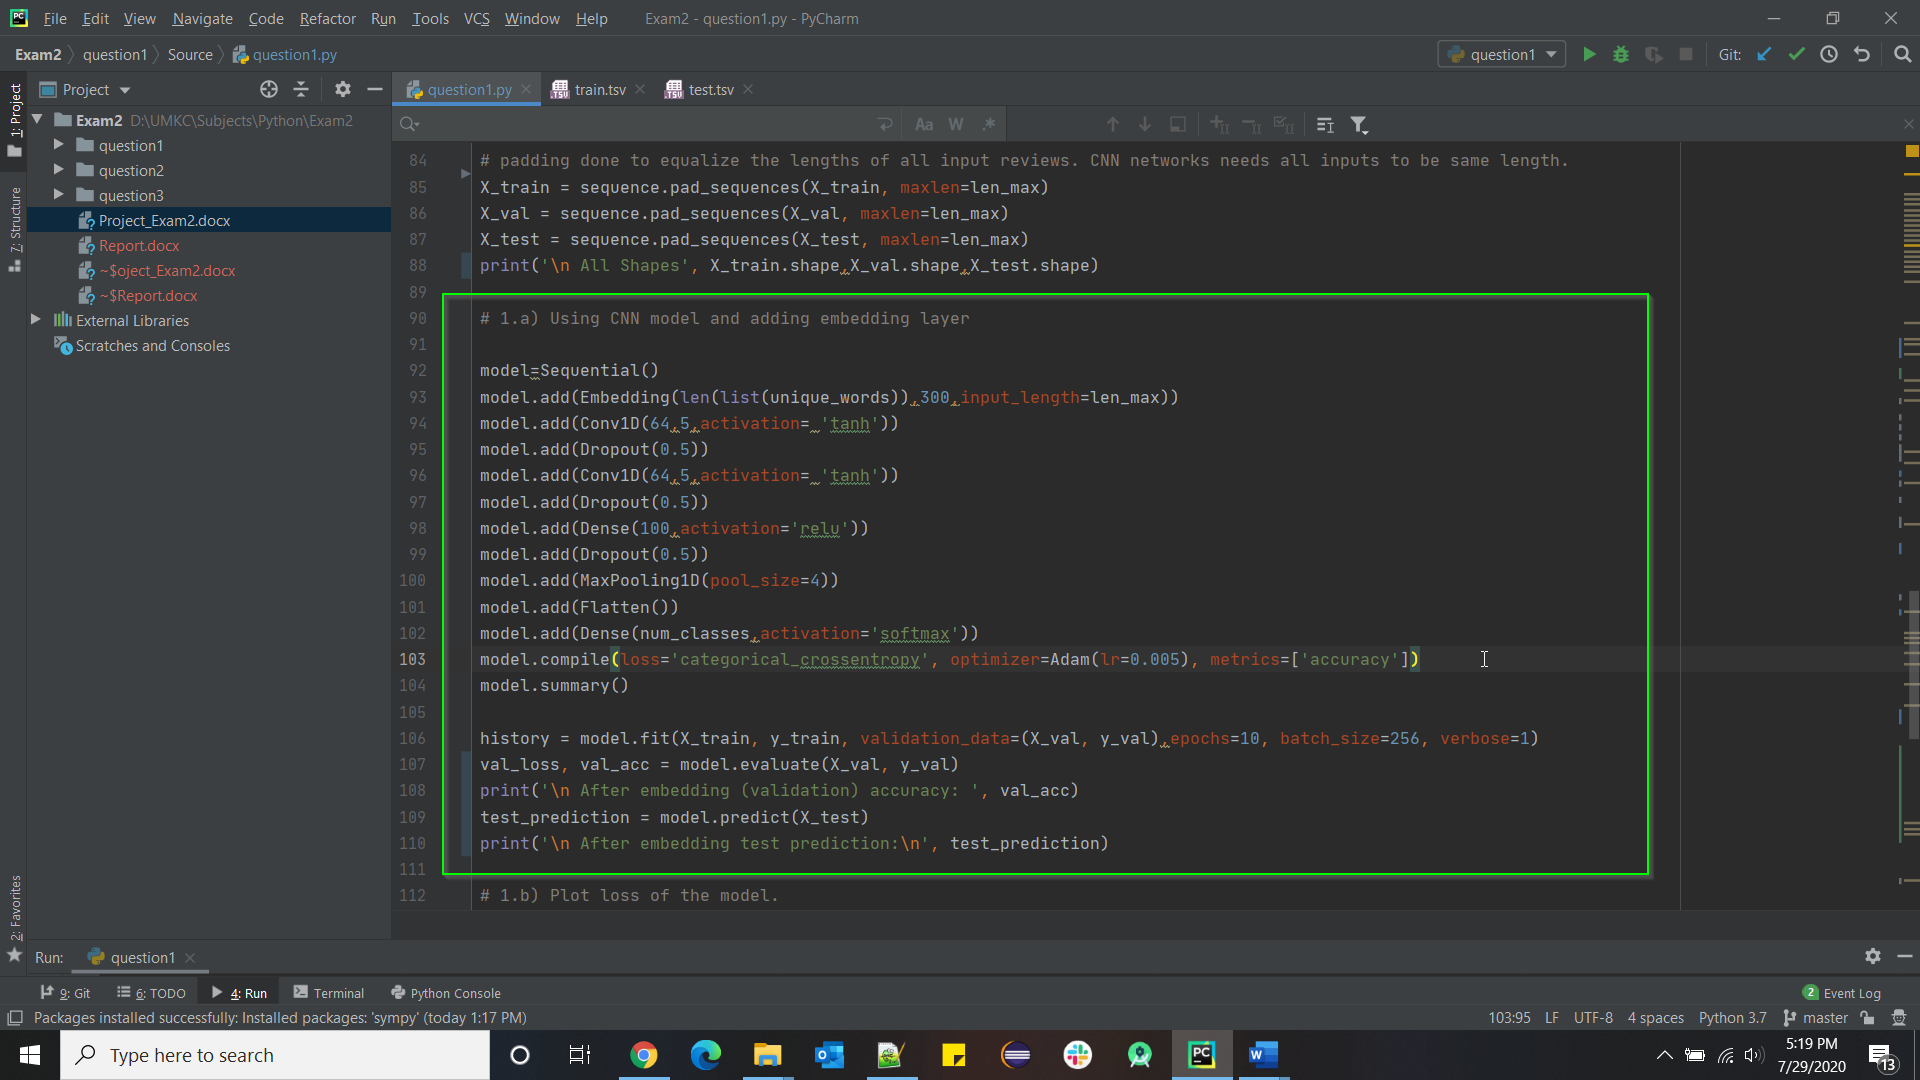 File Edit View Navigate Code Refactor Run Tools VCS Window Help Exam2 - question1.py - PyCharm
Exam2 question1 Source question1.py question1 Git:
Project question1.py train.tsv test.tsv
1: Project
7: Structure
2: Favorites
Exam2 D:\UMKC\Subjects\Python\Exam2
question1
question2
question3
Project_Exam2.docx
Report.docx
~$oject_Exam2.docx
~$Report.docx
External Libraries
Scratches and Consoles
Aa W .*
84 # padding done to equalize the lengths of all input reviews. CNN networks needs all inputs to be same length.
85 X_train = sequence.pad_sequences(X_train, maxlen=len_max)
86 X_val = sequence.pad_sequences(X_val, maxlen=len_max)
87 X_test = sequence.pad_sequences(X_test, maxlen=len_max)
88 print('\n All Shapes', X_train.shape,X_val.shape,X_test.shape)
89
90 # 1.a) Using CNN model and adding embedding layer
91
92 model=Sequential()
93 model.add(Embedding(len(list(unique_words)),300,input_length=len_max))
94 model.add(Conv1D(64,5,activation= 'tanh'))
95 model.add(Dropout(0.5))
96 model.add(Conv1D(64,5,activation= 'tanh'))
97 model.add(Dropout(0.5))
98 model.add(Dense(100,activation='relu'))
99 model.add(Dropout(0.5))
100 model.add(MaxPooling1D(pool_size=4))
101 model.add(Flatten())
102 model.add(Dense(num_classes,activation='softmax'))
103 model.compile(loss='categorical_crossentropy', optimizer=Adam(lr=0.005), metrics=['accuracy'])
104 model.summary()
105
106 history = model.fit(X_train, y_train, validation_data=(X_val, y_val),epochs=10, batch_size=256, verbose=1)
107 val_loss, val_acc = model.evaluate(X_val, y_val)
108 print('\n After embedding (validation) accuracy: ', val_acc)
109 test_prediction = model.predict(X_test)
110 print('\n After embedding test prediction:\n', test_prediction)
111
112 # 1.b) Plot loss of the model.
Run: question1
9: Git 6: TODO 4: Run Terminal Python Console 2 Event Log
Packages installed successfully: Installed packages: 'sympy' (today 1:17 PM) 103:95 LF UTF-8 4 spaces Python 3.7 master
Type here to search
5:19 PM
7/29/2020
13